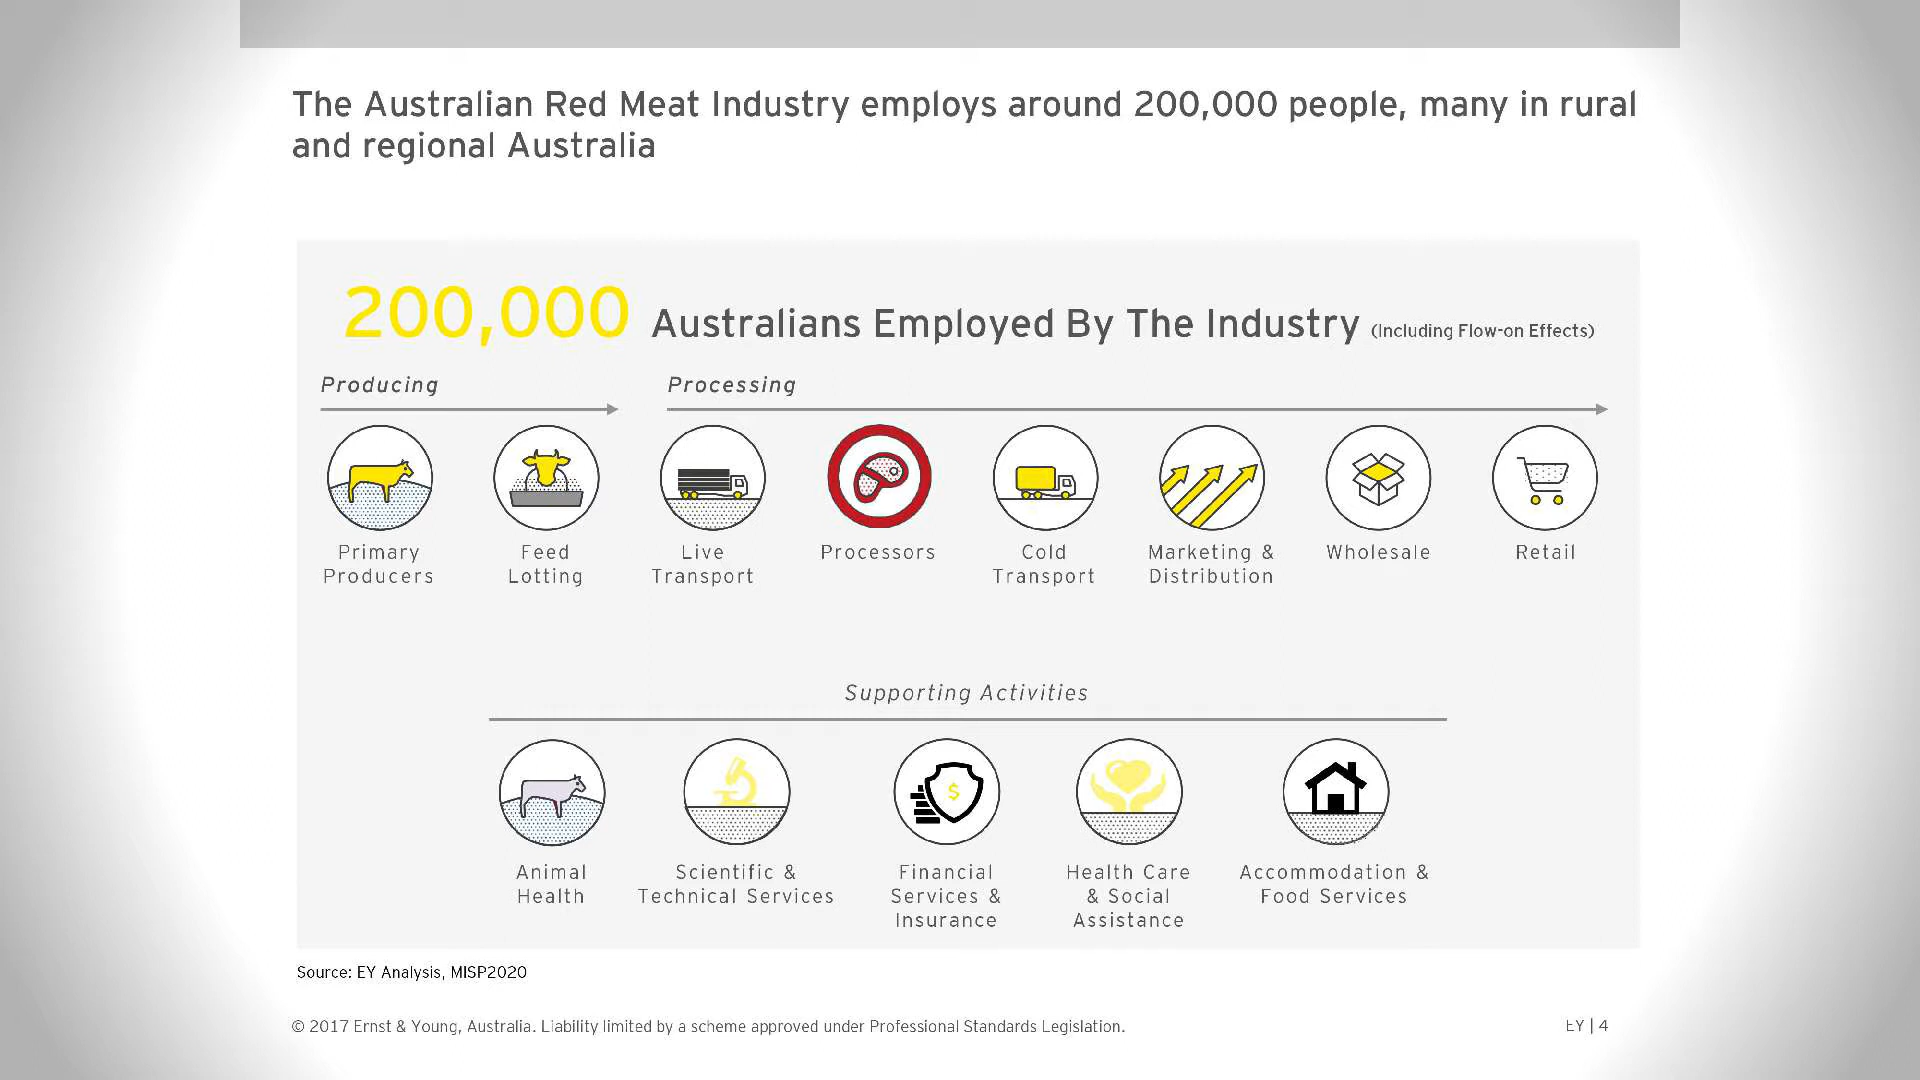 The Australian Red Meat Industry employs around 200,000 people, many in rural
and regional Australia
200,000 Australians Employed By The Industry (Including Flow-on Effects)
Producing
Processing
Primary
Producers
Feed
Lotting
Live
Transport
Processors
Cold
Transport
Marketing &
Distribution
Wholesale
Retail
Supporting Activities
$
Animal
Health
Scientific &
Technical Services
Financial
Services &
Insurance
Health Care
& Social
Assistance
Accommodation &
Food Services
Source: EY Analysis, MISP2020
© 2017 Ernst & Young, Australia. Liability limited by a scheme approved under Professional Standards Legislation.
EY | 4